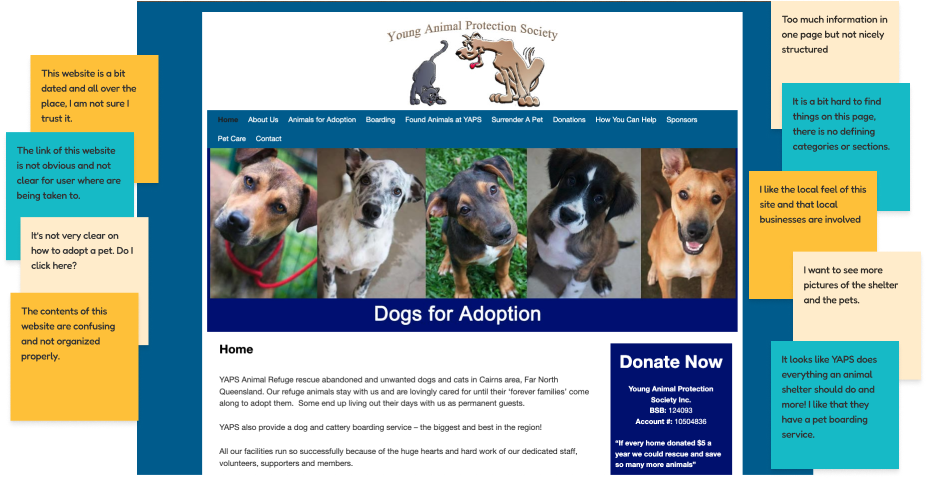 Young Animal Protection Society
Home About Us Animals for Adoption Boarding Found Animals at YAPS Surrender A Pet Donations How You Can Help Sponsors
Pet Care Contact
Dogs for Adoption
Home
YAPS Animal Refuge rescue abandoned and unwanted dogs and cats in Cairns area, Far North
Queensland. Our refuge animals stay with us and are lovingly cared for until their ‘forever families’ come
along to adopt them.  Some end up living out their days with us as permanent guests.
YAPS also provide a dog and cattery boarding service – the biggest and best in the region!
All our facilities run so successfully because of the huge hearts and hard work of our dedicated staff,
volunteers, supporters and members.
Donate Now
Young Animal Protection
Society Inc.
BSB: 124093
Account #: 10504836
“If every home donated $5 a
year we could rescue and save
so many more animals”
This website is a bit
dated and all over the
place, I am not sure I
trust it.
The link of this website
is not obvious and not
clear for user where are
being taken to.
It's not very clear on
how to adopt a pet. Do I
click here?
The contents of this
website are confusing
and not organized
properly.
Too much information in
one page but not nicely
structured
It is a bit hard to find
things on this page,
there is no defining
categories or sections.
I like the local feel of this
site and that local
businesses are involved
I want to see more
pictures of the shelter
and the pets.
It looks like YAPS does
everything an animal
shelter should do and
more! I like that they
have a pet boarding
service.